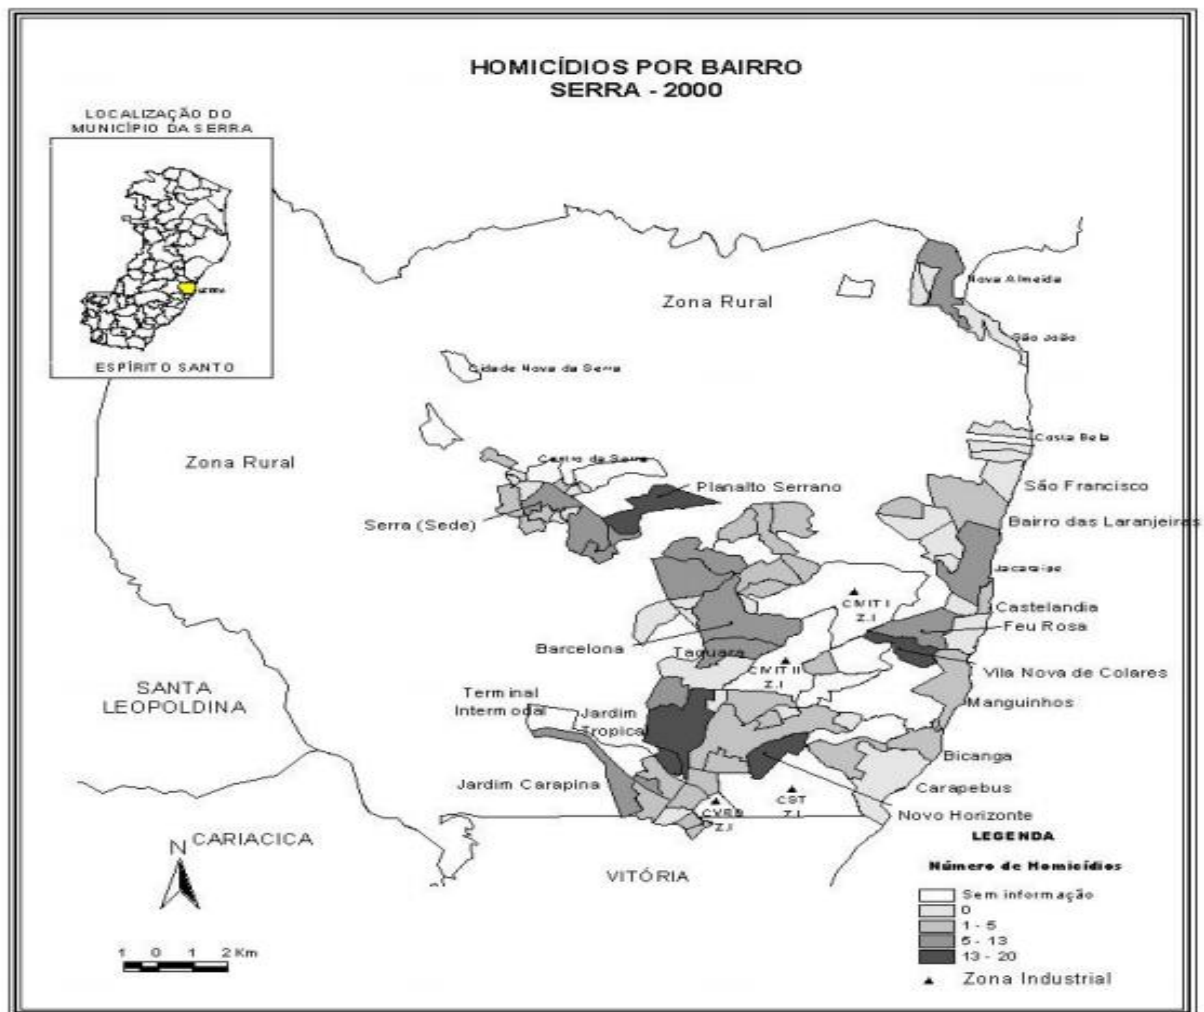 HOMICÍDIOS POR BAIRRO
SERRA - 2000
LOCALIZAÇÃO DO
MUNICÍPIO DA SERRA
ESPÍRITO SANTO
Zona Rural
Nova Almeida
São João
Cidade Nova da Serra
Costa Bela
Zona Rural
Centro da Serra
Planalto Serrano
São Francisco
Serra (Sede)
Bairro das Laranjeiras
Jacaraípe
CIVIT I
Z.I
Castelandia
Feu Rosa
Barcelona
Taquara
CIVIT II
Z.I
Vila Nova de Colares
Manguinhos
SANTA
LEOPOLDINA
Terminal
Intermodal
Jardim
Tropical
Bicanga
Jardim Carapina
Carapebus
CST
Z.I
CVRD
Z.I
Novo Horizonte
CARIACICA
VITÓRIA
N
1 0 1 2 Km
LEGENDA
Número de Homicídios
Sem informação
0
1 - 5
5 - 13
13 - 20
Zona Industrial